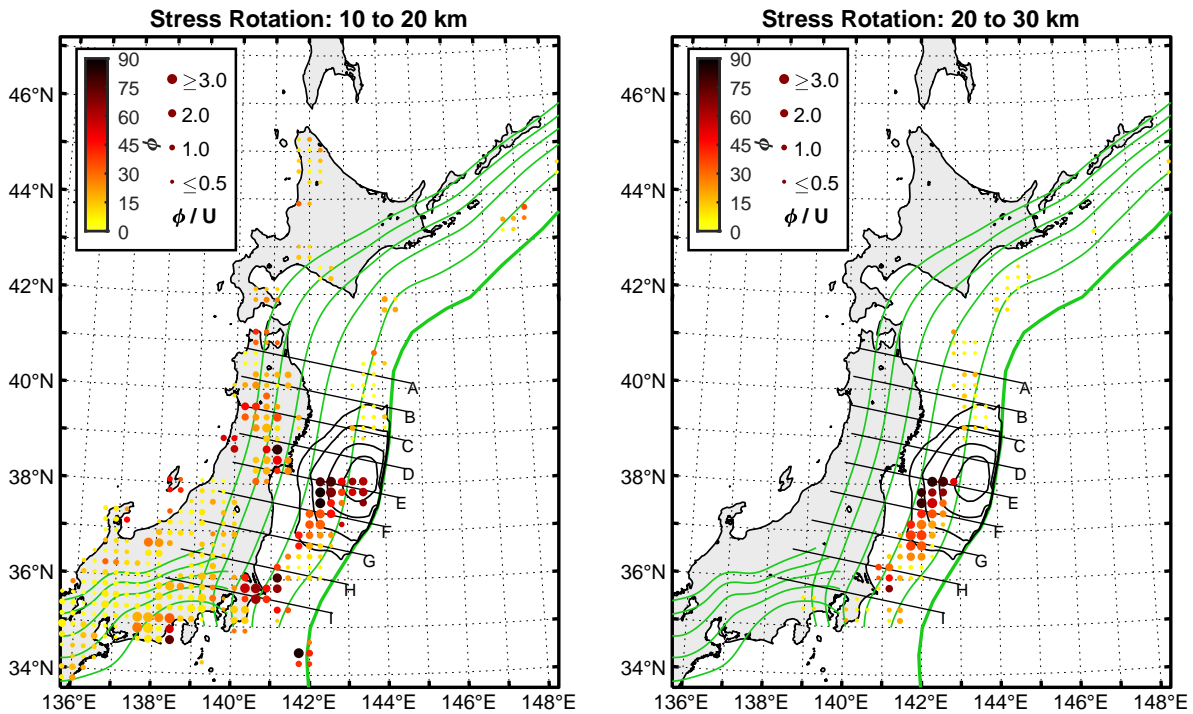 Stress Rotation: 10 to 20 km
90
75
60
45
30
15
0
ϕ
≥3.0
2.0
1.0
≤0.5
ϕ / U
46°N
44°N
42°N
40°N
38°N
36°N
34°N
136°E
138°E
140°E
142°E
144°E
146°E
148°E
A
B
C
D
E
F
G
H
I
Stress Rotation: 20 to 30 km
90
75
60
45
30
15
0
ϕ
≥3.0
2.0
1.0
≤0.5
ϕ / U
46°N
44°N
42°N
40°N
38°N
36°N
34°N
136°E
138°E
140°E
142°E
144°E
146°E
148°E
A
B
C
D
E
F
G
H
I